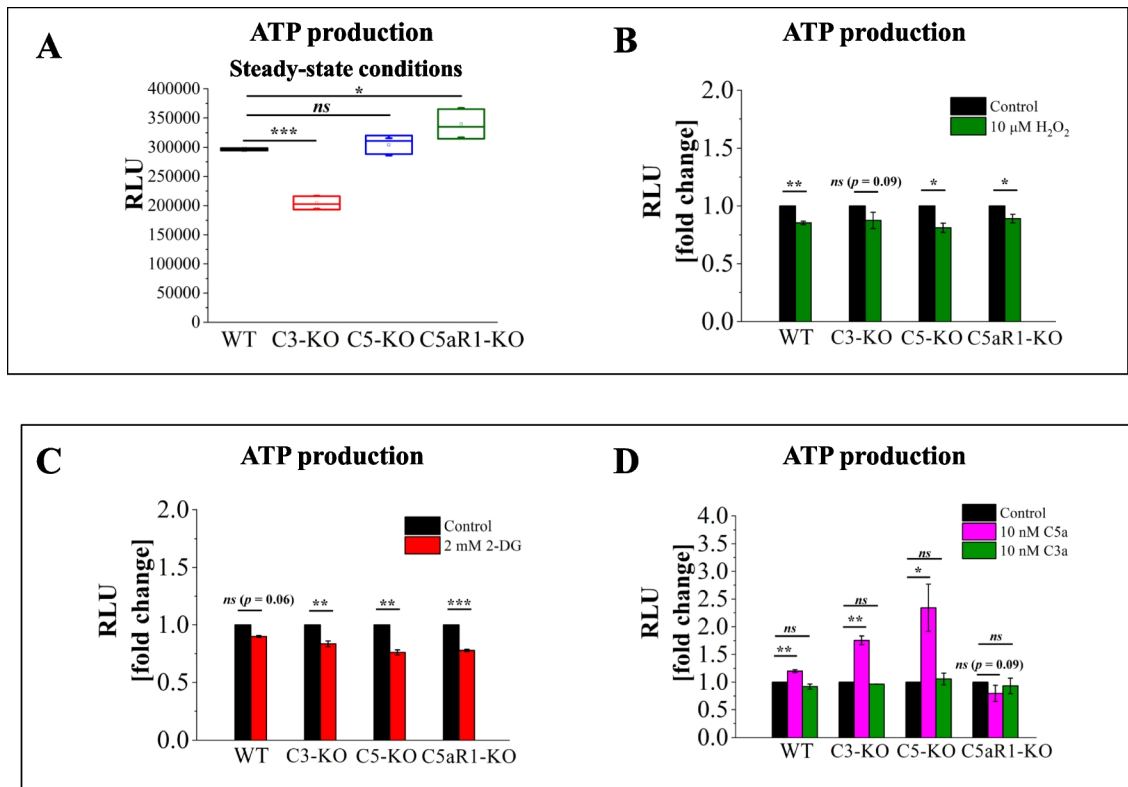 A
ATP production
Steady-state conditions
RLU
400000
350000
300000
250000
200000
150000
100000
50000
0
*
ns
***
WT C3-KO C5-KO C5aR1-KO
B
ATP production
RLU
[fold change]
2.0
1.5
1.0
0.5
0.0
Control
10 μM H₂O₂
**
ns (p = 0.09)
*
*
WT C3-KO C5-KO C5aR1-KO
C
ATP production
RLU
[fold change]
2.0
1.5
1.0
0.5
0.0
Control
2 mM 2-DG
ns (p = 0.06)
**
**
***
WT C3-KO C5-KO C5aR1-KO
D
ATP production
RLU
[fold change]
4.0
3.5
3.0
2.5
2.0
1.5
1.0
0.5
0.0
Control
10 nM C5a
10 nM C3a
ns
**
ns
**
ns
*
ns
ns (p = 0.09)
WT C3-KO C5-KO C5aR1-KO